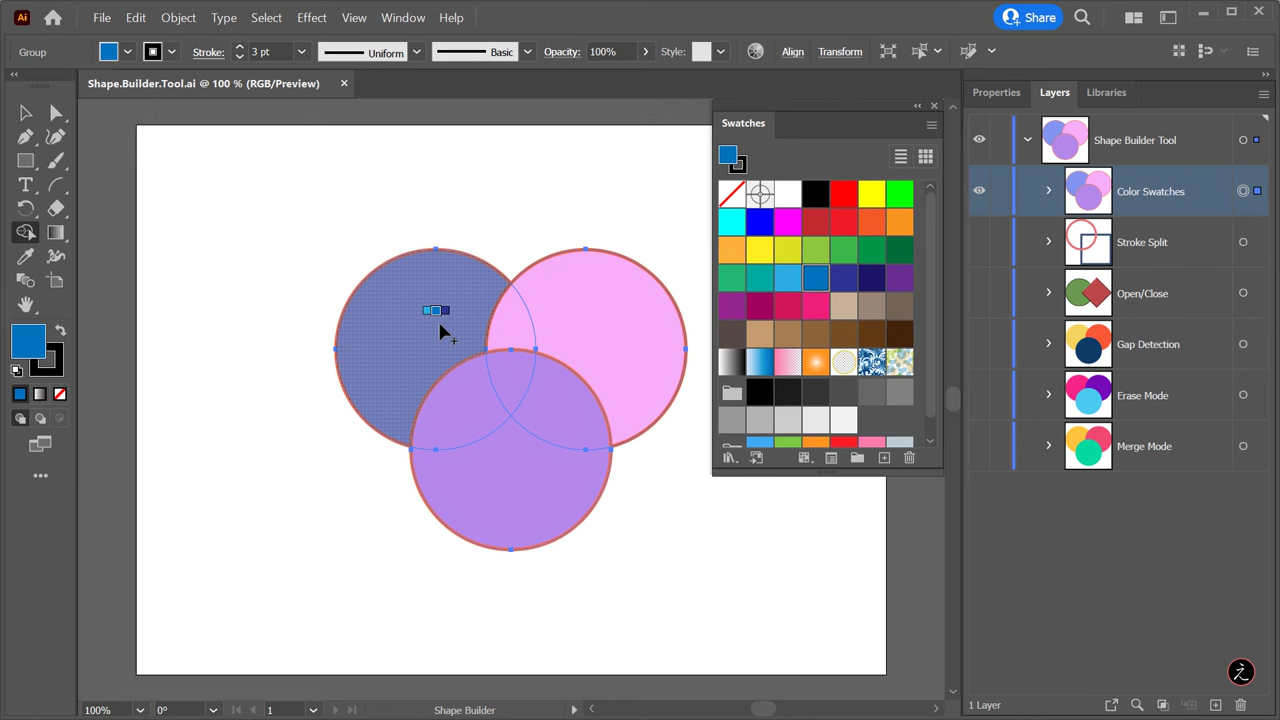 Ai File Edit Object Type Select Effect View Window Help Share
Group Stroke: 3 pt Uniform Basic Opacity: 100% Style: Align Transform
Shape.Builder.Tool.ai @ 100 % (RGB/Preview)
Properties Layers Libraries
Swatches
Shape Builder Tool
Color Swatches
Stroke Split
Open/Close
Gap Detection
Erase Mode
Merge Mode
100% 0° 1 Shape Builder
1 Layer